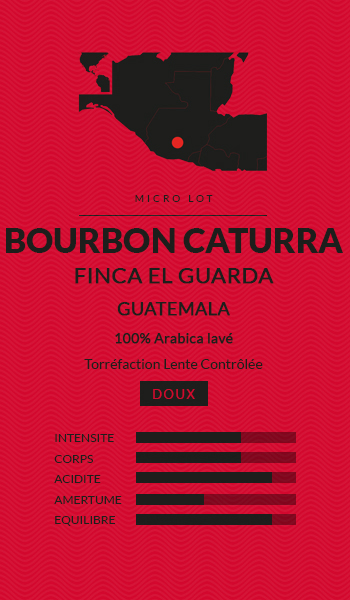 MICRO LOT
BOURBON CATURRA
FINCA EL GUARDA
GUATEMALA
100% Arabica lavé
Torréfaction Lente Contrôlée
DOUX
INTENSITE
CORPS
ACIDITE
AMERTUME
EQUILIBRE